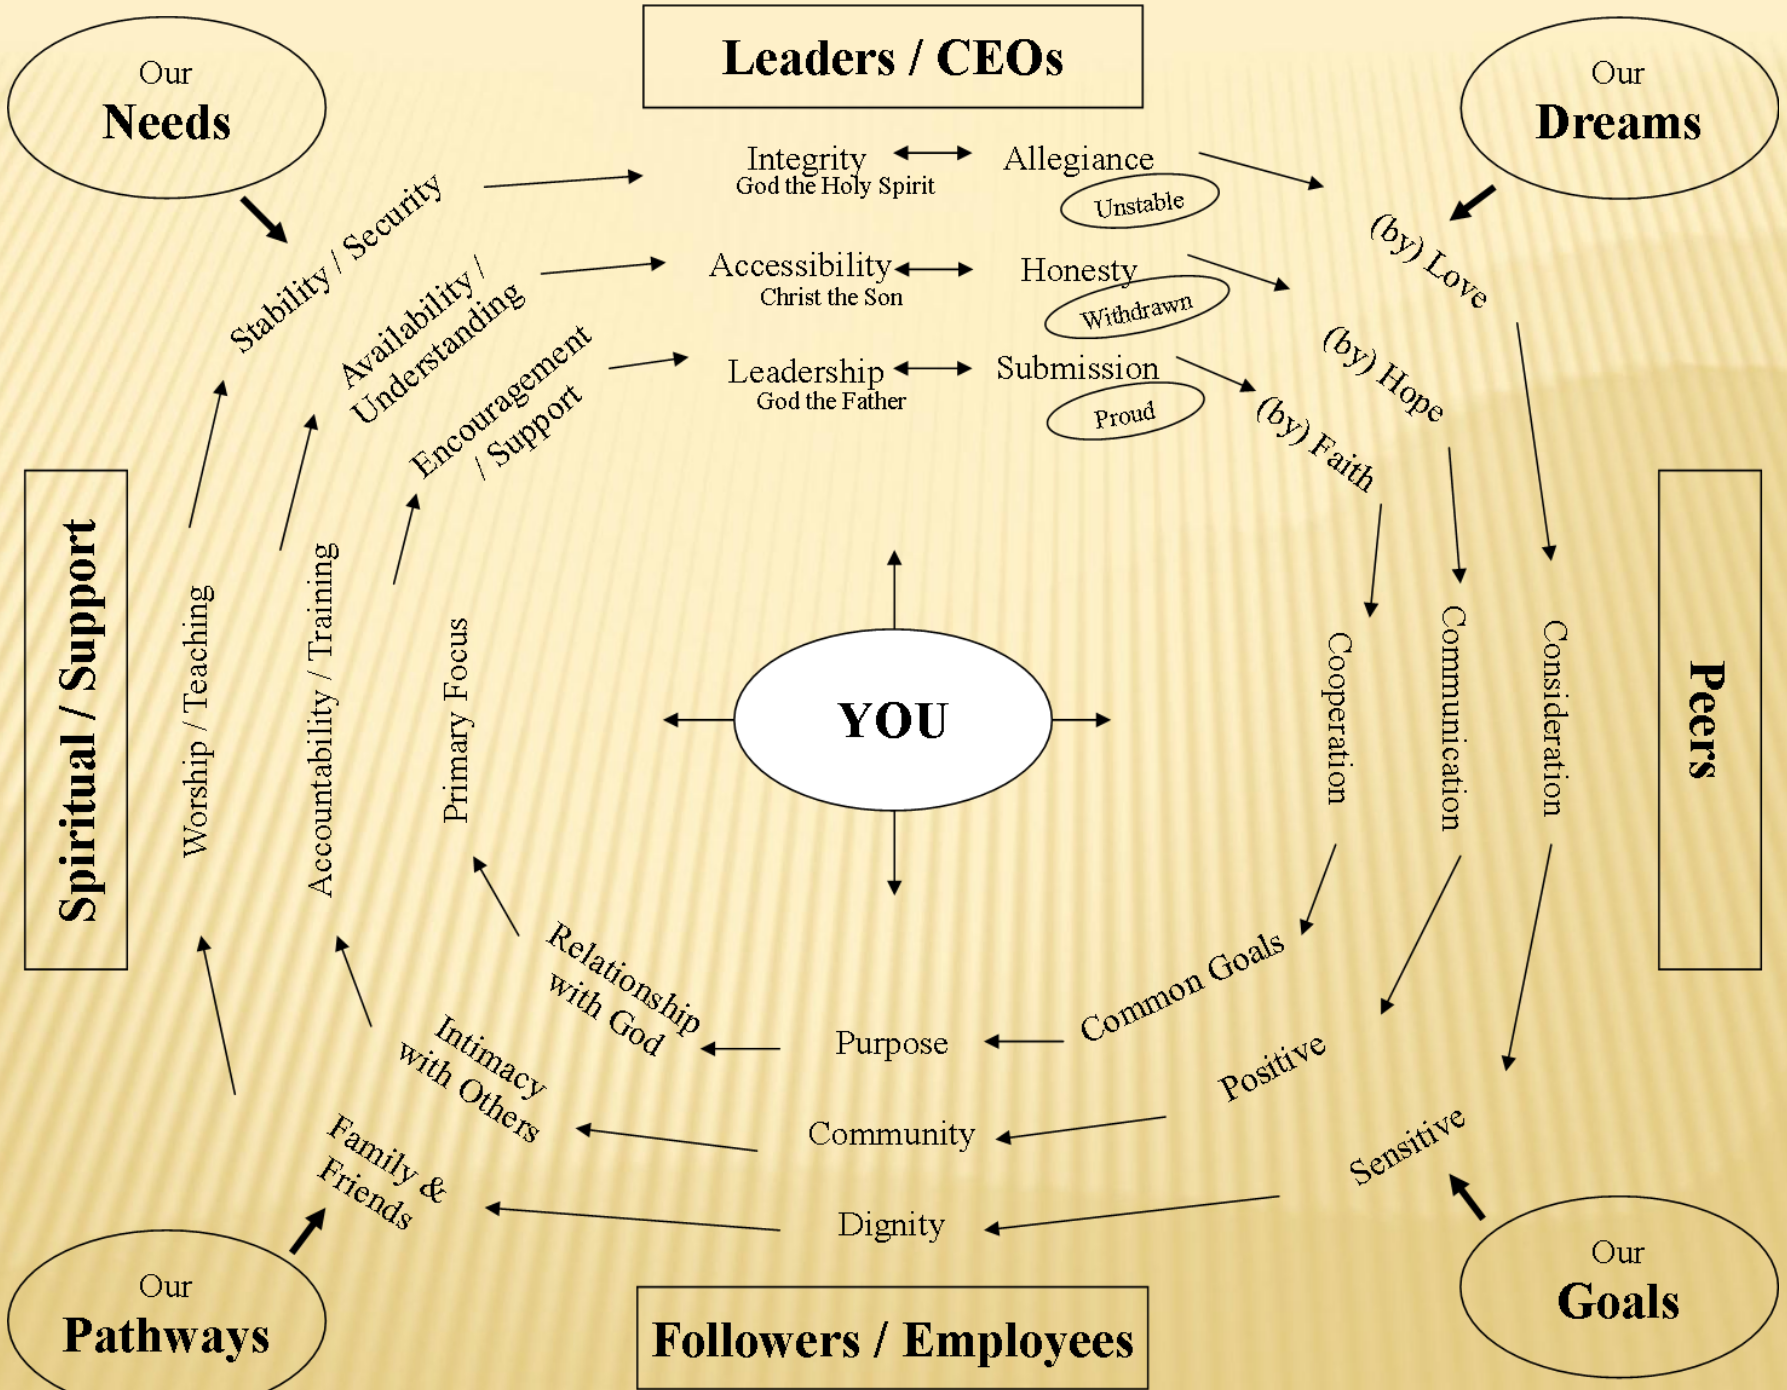 Our
Needs
Leaders / CEOs
Our
Dreams
Integrity
God the Holy Spirit
Allegiance
Unstable
Accessibility
Christ the Son
Honesty
Withdrawn
Leadership
God the Father
Submission
Proud
Stability / Security
Availability /
Understanding
Encouragement
/ Support
(by) Love
(by) Hope
(by) Faith
Spiritual / Support
Worship / Teaching
Accountability / Training
Primary Focus
YOU
Cooperation
Communication
Consideration
Peers
Relationship
with God
Intimacy
with Others
Family &
Friends
Purpose
Community
Dignity
Common Goals
Positive
Sensitive
Our
Pathways
Followers / Employees
Our
Goals